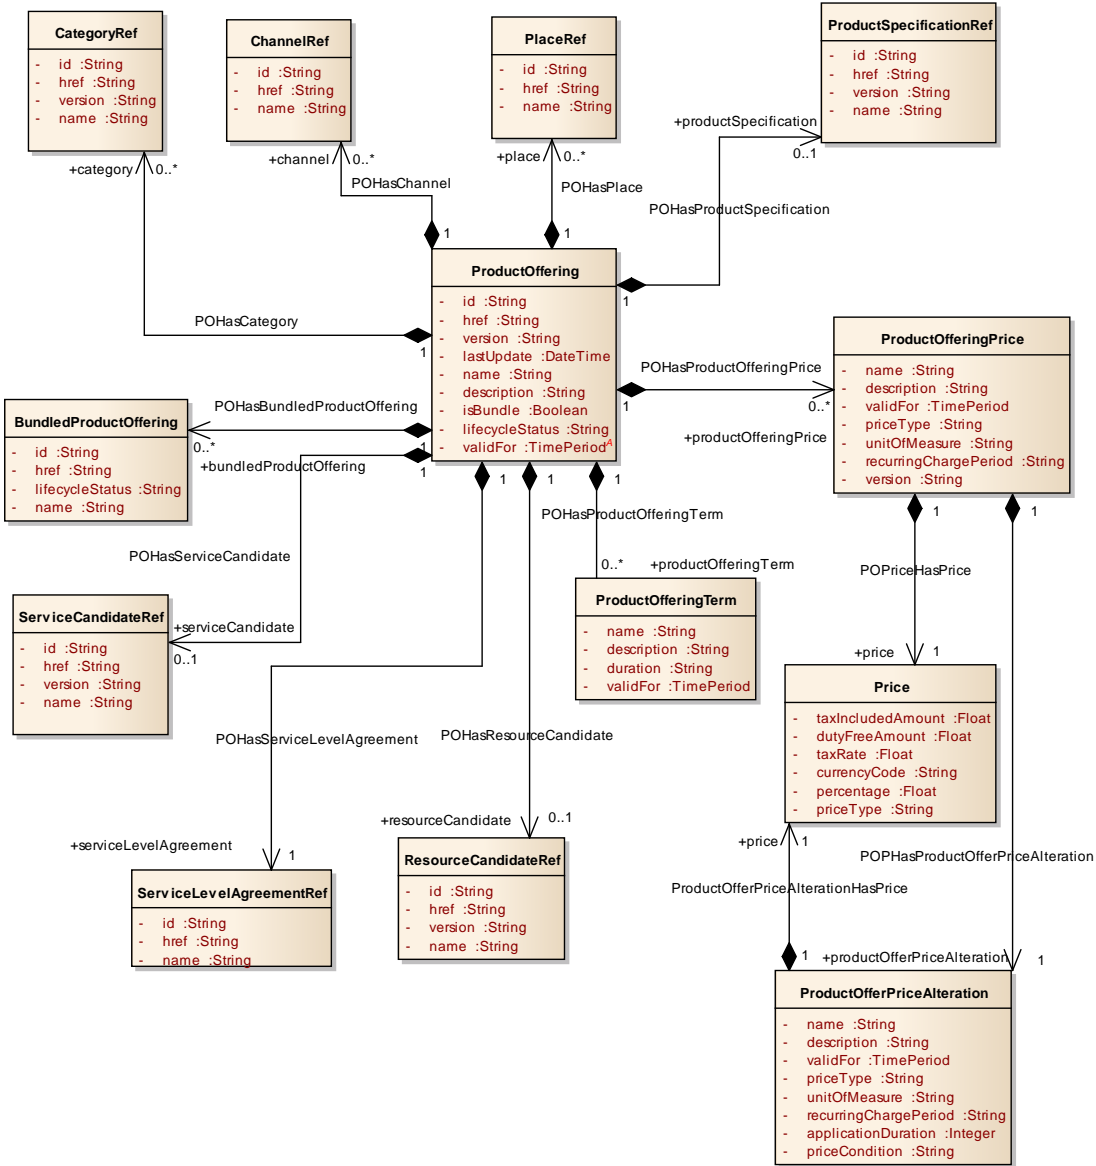 CategoryRef
- id :String
- href :String
- version :String
- name :String
ChannelRef
- id :String
- href :String
- name :String
PlaceRef
- id :String
- href :String
- name :String
ProductSpecificationRef
- id :String
- href :String
- version :String
- name :String
+category 0..*
+channel 0..*
POHasChannel
1
+place 0..*
POHasPlace
1
+productSpecification
0..1
POHasProductSpecification
1
ProductOffering
- id :String
- href :String
- version :String
- lastUpdate :DateTime
- name :String
- description :String
- isBundle :Boolean
- lifecycleStatus :String
- validFor :TimePeriodA
POHasCategory
1
POHasProductOfferingPrice
1
0..*
+productOfferingPrice
ProductOfferingPrice
- name :String
- description :String
- validFor :TimePeriod
- priceType :String
- unitOfMeasure :String
- recurringChargePeriod :String
- version :String
POHasBundledProductOffering
1
0..*
+bundledProductOffering
1
BundledProductOffering
- id :String
- href :String
- lifecycleStatus :String
- name :String
1
1
1
POHasProductOfferingTerm
0..* +productOfferingTerm
1
1
POHasServiceCandidate
POPriceHasPrice
ProductOfferingTerm
- name :String
- description :String
- duration :String
- validFor :TimePeriod
ServiceCandidateRef
- id :String
- href :String
- version :String
- name :String
+serviceCandidate
0..1
+price 1
Price
- taxIncludedAmount :Float
- dutyFreeAmount :Float
- taxRate :Float
- currencyCode :String
- percentage :Float
- priceType :String
POHasServiceLevelAgreement
POHasResourceCandidate
+resourceCandidate 0..1
+serviceLevelAgreement 1
+price 1
POPHasProductOfferPriceAlteration
ProductOfferPriceAlterationHasPrice
ServiceLevelAgreementRef
- id :String
- href :String
- name :String
ResourceCandidateRef
- id :String
- href :String
- version :String
- name :String
1 +productOfferPriceAlteration 1
ProductOfferPriceAlteration
- name :String
- description :String
- validFor :TimePeriod
- priceType :String
- unitOfMeasure :String
- recurringChargePeriod :String
- applicationDuration :Integer
- priceCondition :String